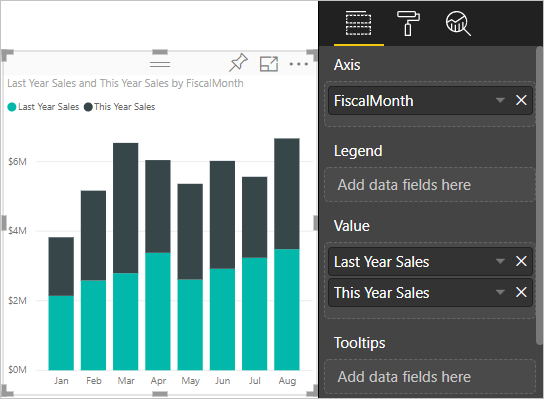 Last Year Sales and This Year Sales by FiscalMonth
Last Year Sales This Year Sales
$6M
$4M
$2M
$0M
Jan Feb Mar Apr May Jun Jul Aug
Axis
FiscalMonth
Legend
Add data fields here
Value
Last Year Sales
This Year Sales
Tooltips
Add data fields here